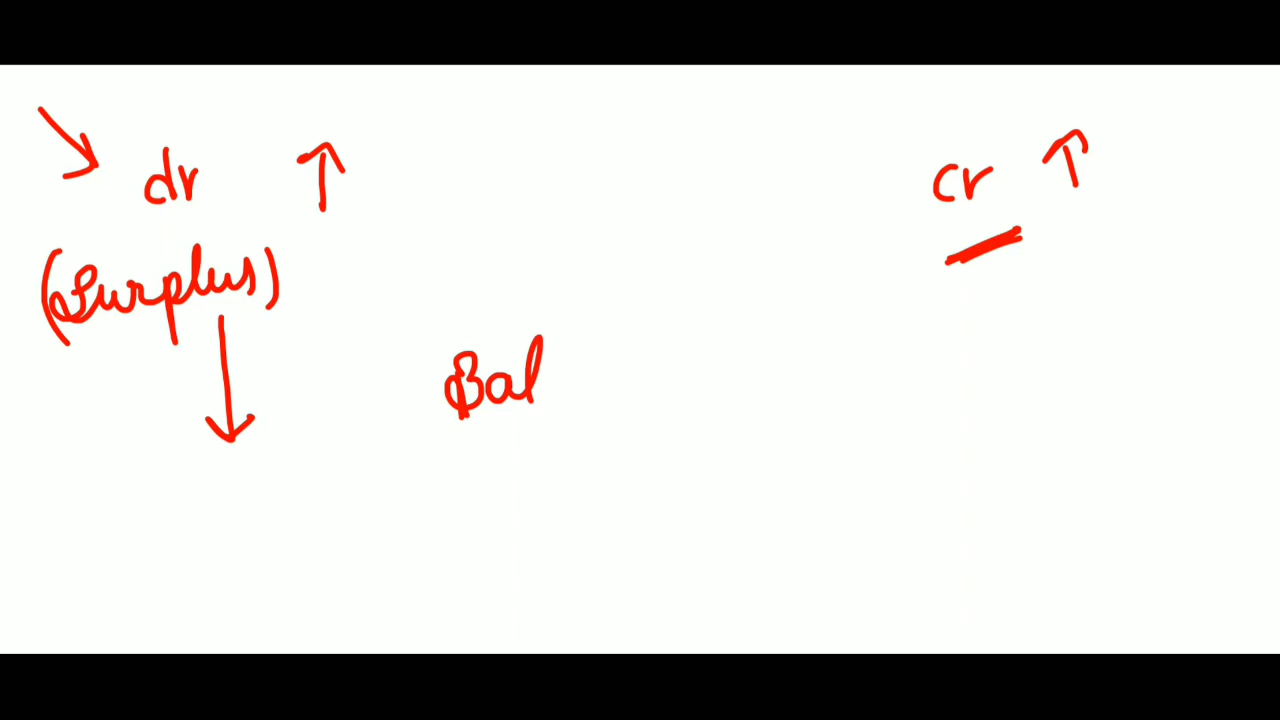 dr ↑ cr ↑
(Surplus)
Bal